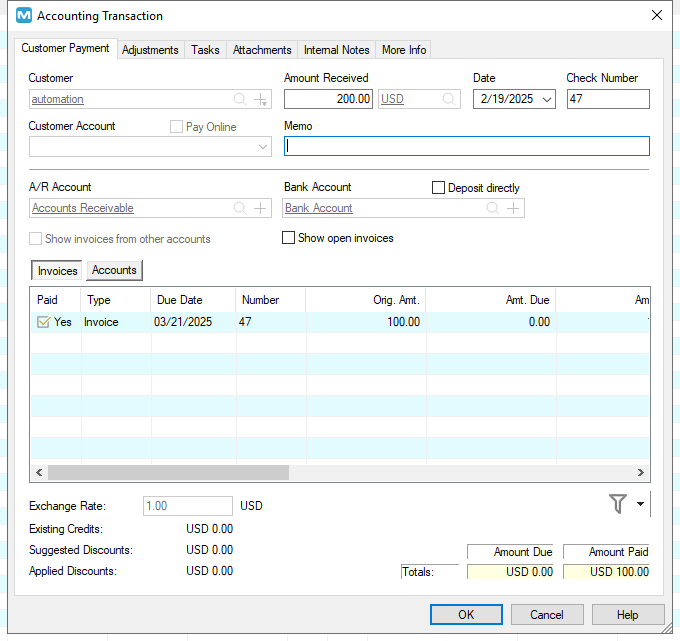 M Accounting Transaction
Customer Payment Adjustments Tasks Attachments Internal Notes More Info
Customer Amount Received Date Check Number
automation 200.00 USD 2/19/2025 47
Customer Account Pay Online Memo
A/R Account Bank Account Deposit directly
Accounts Receivable Bank Account
Show invoices from other accounts Show open invoices
Invoices Accounts
Paid Type Due Date Number Orig. Amt. Amt. Due Am
Yes Invoice 03/21/2025 47 100.00 0.00
Exchange Rate: 1.00 USD
Existing Credits: USD 0.00
Suggested Discounts: USD 0.00
Amount Due Amount Paid
Applied Discounts: USD 0.00 Totals: USD 0.00 USD 100.00
OK Cancel Help